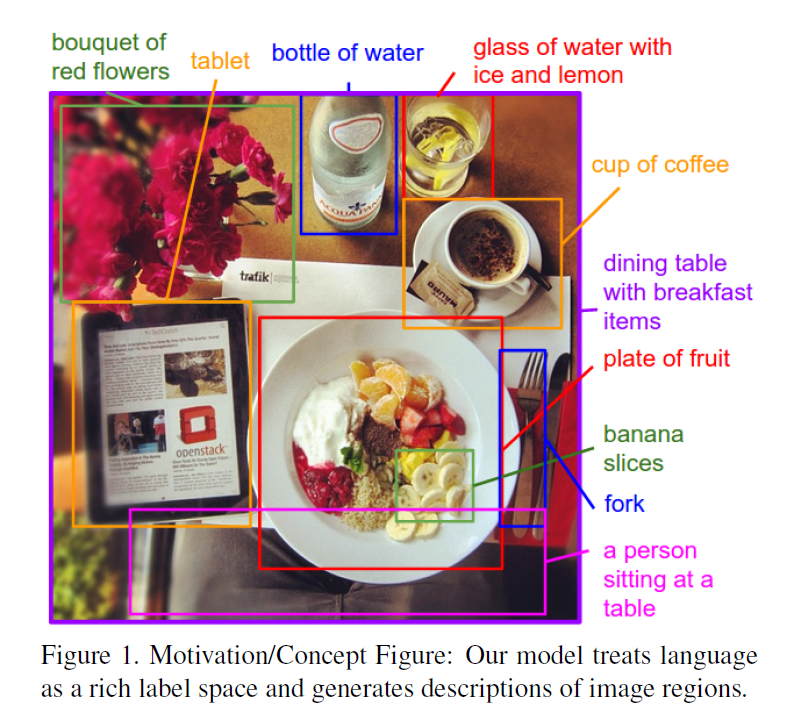 bouquet of
red flowers
tablet
bottle of water
glass of water with
ice and lemon
cup of coffee
dining table
with breakfast
items
plate of fruit
banana
slices
fork
a person
sitting at a
table
ACQUA PANNA
trafik
openstack
Figure 1. Motivation/Concept Figure: Our model treats language
as a rich label space and generates descriptions of image regions.